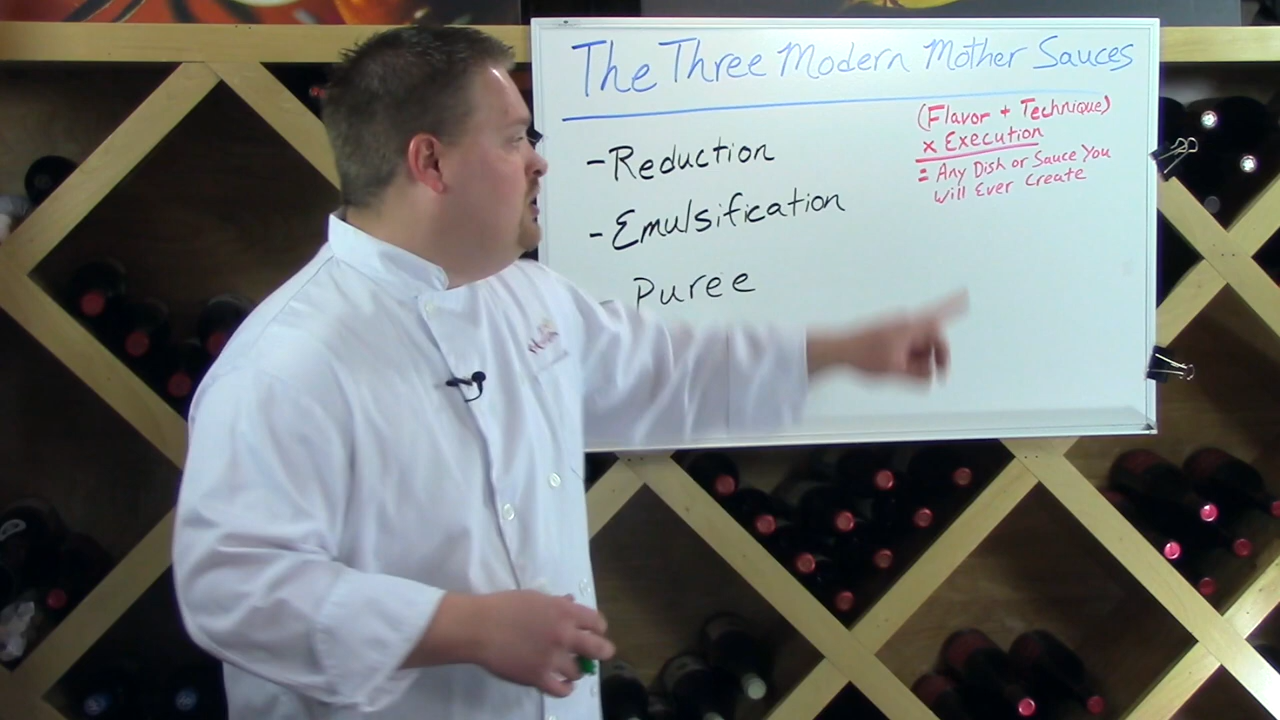 The Three Modern Mother Sauces
(Flavor + Technique)
x Execution
= Any Dish or Sauce You
Will Ever Create
-Reduction
-Emulsification
Puree